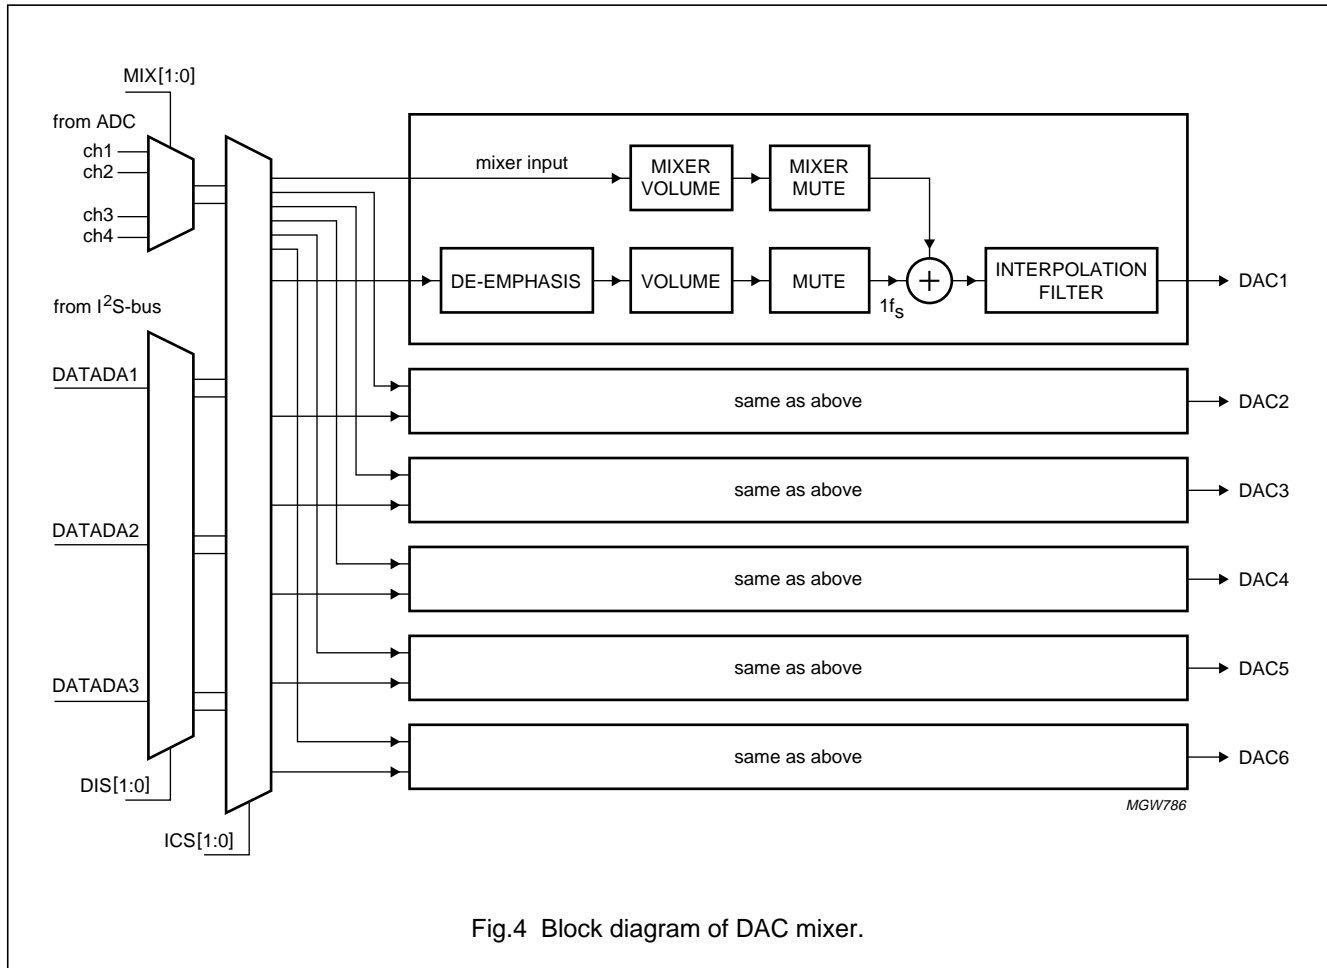 MIX[1:0]
from ADC
ch1
ch2
ch3
ch4
mixer input
MIXER
VOLUME
MIXER
MUTE
DE-EMPHASIS
VOLUME
MUTE
1fs
+
INTERPOLATION
FILTER
DAC1
from I2S-bus
DATADA1
same as above
DAC2
same as above
DAC3
DATADA2
same as above
DAC4
same as above
DAC5
DATADA3
same as above
DAC6
DIS[1:0]
MGW786
ICS[1:0]
Fig.4 Block diagram of DAC mixer.